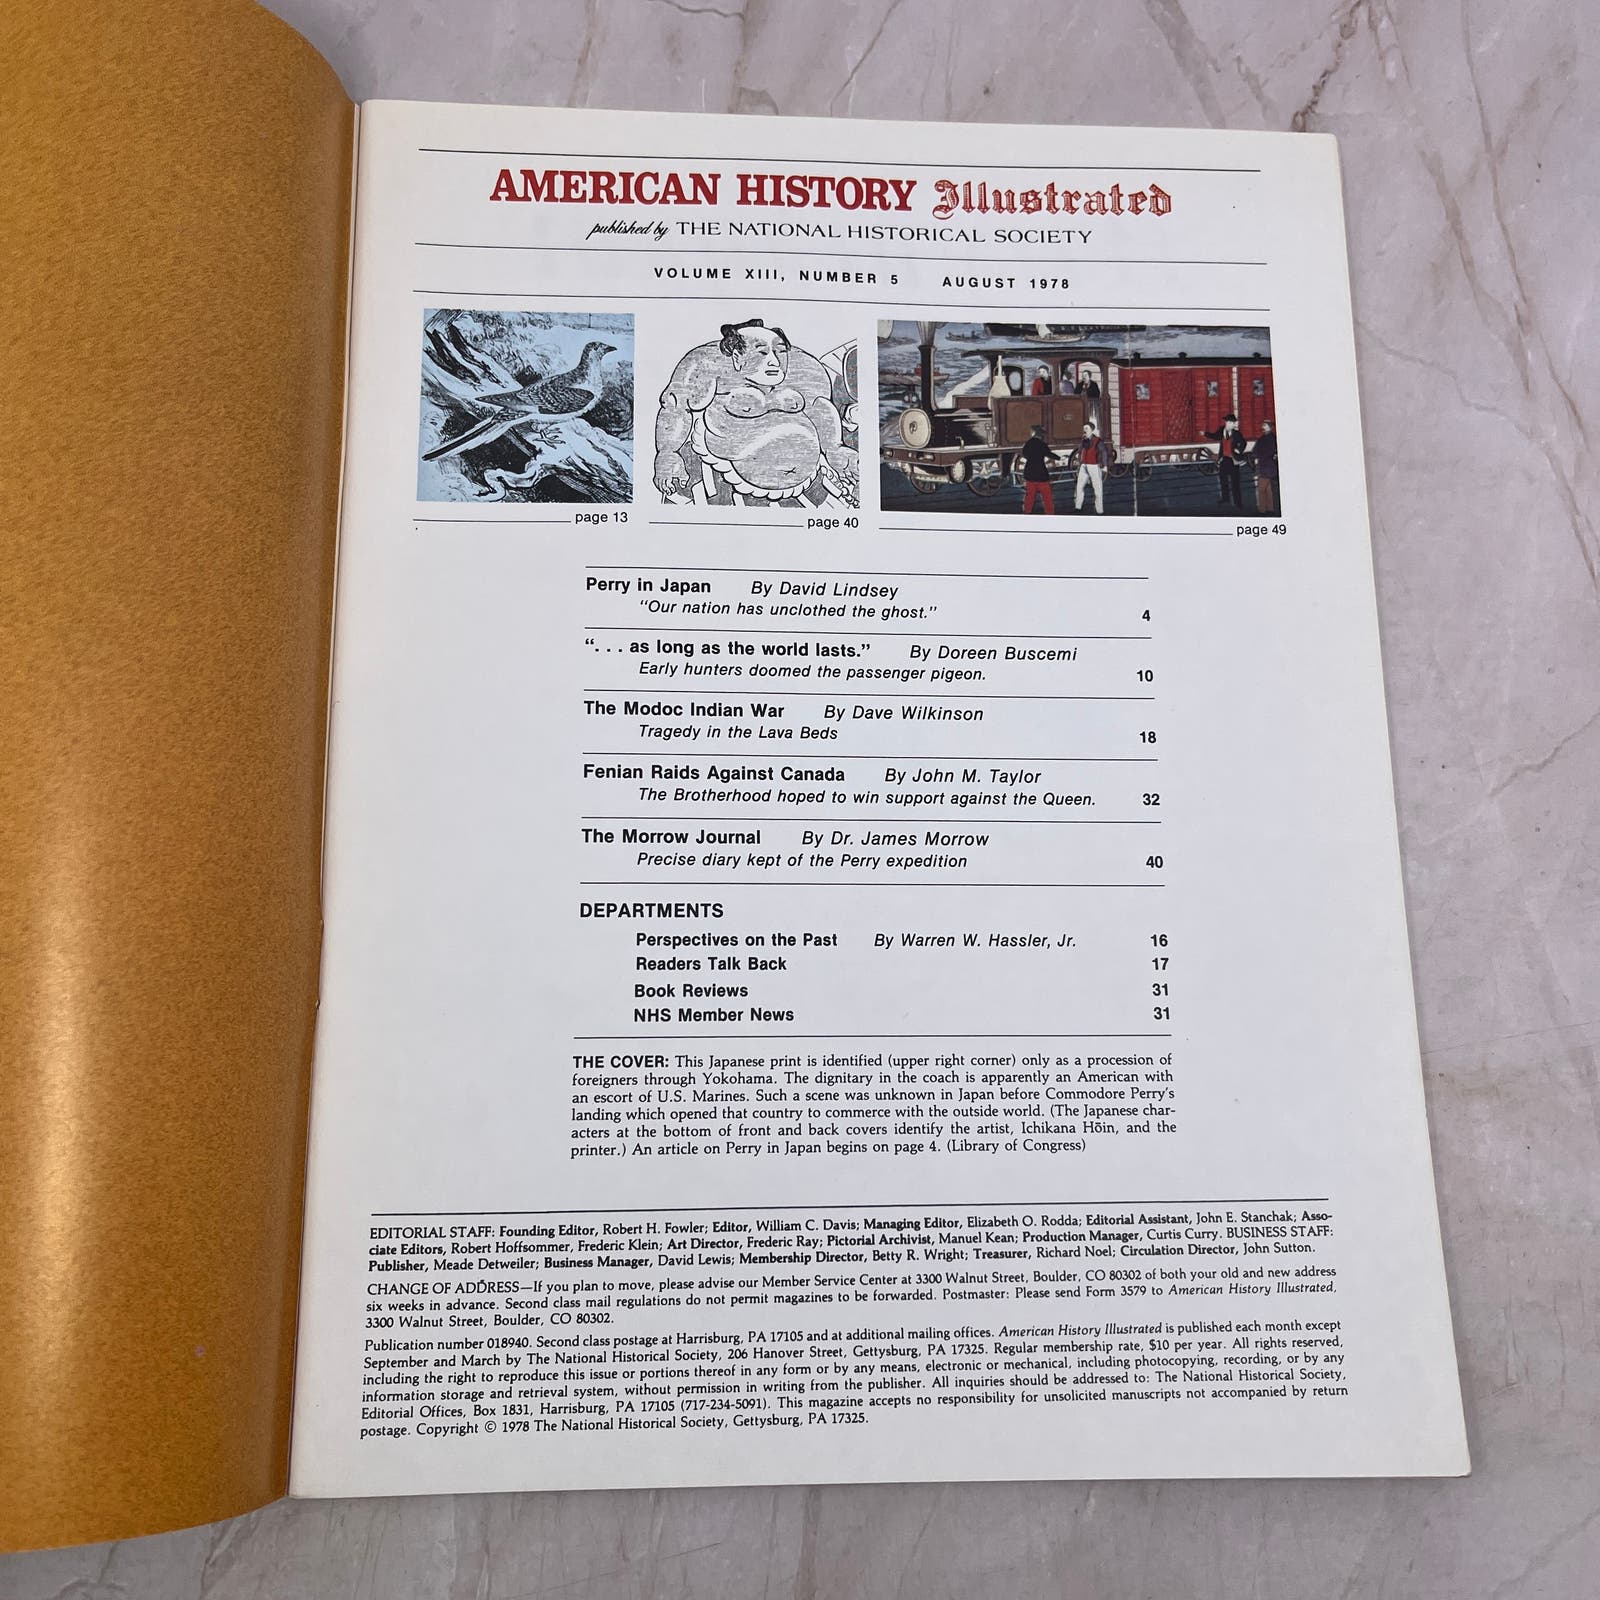 AMERICAN HISTORY Illustrated
published by THE NATIONAL HISTORICAL SOCIETY
VOLUME XIII, NUMBER 5 AUGUST 1978
page 13
page 40
page 49
Perry in Japan By David Lindsey
"Our nation has unclothed the ghost." 4
". . . as long as the world lasts." By Doreen Buscemi
Early hunters doomed the passenger pigeon. 10
The Modoc Indian War By Dave Wilkinson
Tragedy in the Lava Beds 18
Fenian Raids Against Canada By John M. Taylor
The Brotherhood hoped to win support against the Queen. 32
The Morrow Journal By Dr. James Morrow
Precise diary kept of the Perry expedition 40
DEPARTMENTS
Perspectives on the Past By Warren W. Hassler, Jr. 16
Readers Talk Back 17
Book Reviews 31
NHS Member News 31
THE COVER: This Japanese print is identified (upper right corner) only as a procession of
foreigners through Yokohama. The dignitary in the coach is apparently an American with
an escort of U.S. Marines. Such a scene was unknown in Japan before Commodore Perry's
landing which opened that country to commerce with the outside world. (The Japanese char-
acters at the bottom of front and back covers identify the artist, Ichikana Hōin, and the
printer.) An article on Perry in Japan begins on page 4. (Library of Congress)
EDITORIAL STAFF: Founding Editor, Robert H. Fowler; Editor, William C. Davis; Managing Editor, Elizabeth O. Rodda; Editorial Assistant, John E. Stanchak; Asso-
ciate Editors, Robert Hoffsommer, Frederic Klein; Art Director, Frederic Ray; Pictorial Archivist, Manuel Kean; Production Manager, Curtis Curry. BUSINESS STAFF:
Publisher, Meade Detweiler; Business Manager, David Lewis; Membership Director, Betty R. Wright; Treasurer, Richard Noel; Circulation Director, John Sutton.
CHANGE OF ADDRESS—If you plan to move, please advise our Member Service Center at 3300 Walnut Street, Boulder, CO 80302 of both your old and new address
six weeks in advance. Second class mail regulations do not permit magazines to be forwarded. Postmaster: Please send Form 3579 to American History Illustrated,
3300 Walnut Street, Boulder, CO 80302.
Publication number 018940. Second class postage at Harrisburg, PA 17105 and at additional mailing offices. American History Illustrated is published each month except
September and March by The National Historical Society, 206 Hanover Street, Gettysburg, PA 17325. Regular membership rate, $10 per year. All rights reserved,
including the right to reproduce this issue or portions thereof in any form or by any means, electronic or mechanical, including photocopying, recording, or by any
information storage and retrieval system, without permission in writing from the publisher. All inquiries should be addressed to: The National Historical Society,
Editorial Offices, Box 1831, Harrisburg, PA 17105 (717-234-5091). This magazine accepts no responsibility for unsolicited manuscripts not accompanied by return
postage. Copyright © 1978 The National Historical Society, Gettysburg, PA 17325.